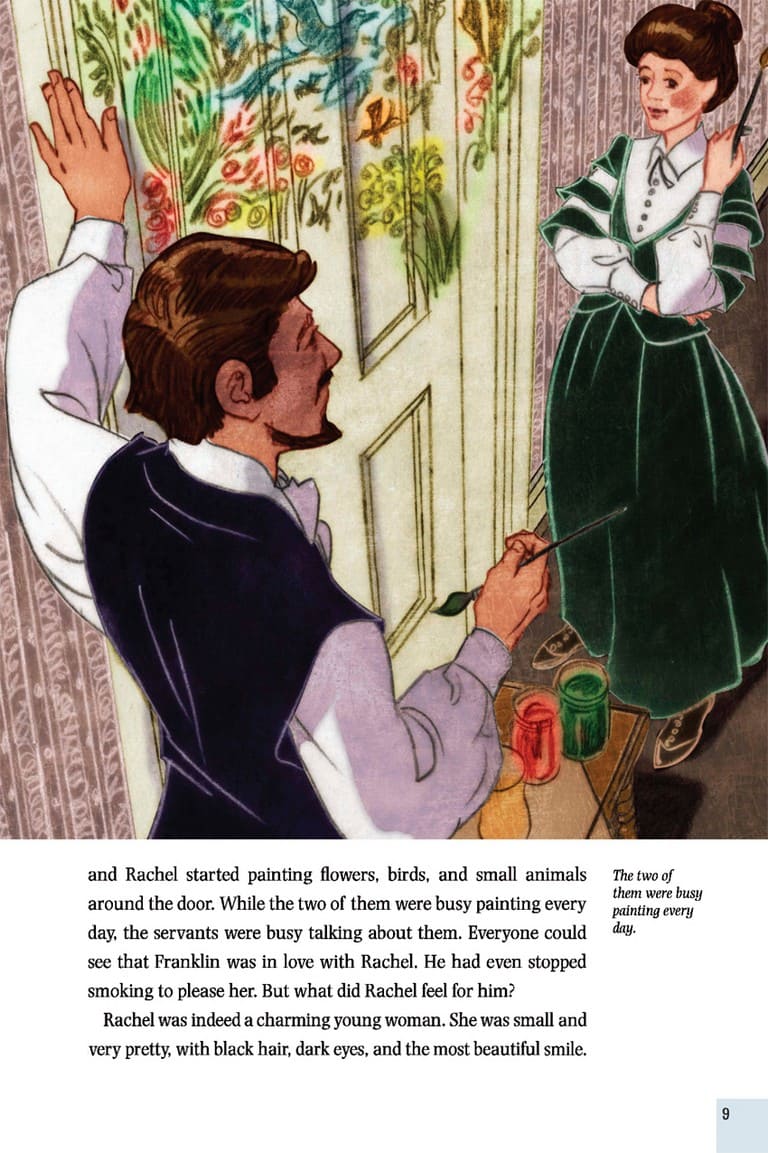 and Rachel started painting flowers, birds, and small animals
around the door. While the two of them were busy painting every
day, the servants were busy talking about them. Everyone could
see that Franklin was in love with Rachel. He had even stopped
smoking to please her. But what did Rachel feel for him?
Rachel was indeed a charming young woman. She was small and
very pretty, with black hair, dark eyes, and the most beautiful smile.
The two of
them were busy
painting every
day.
9